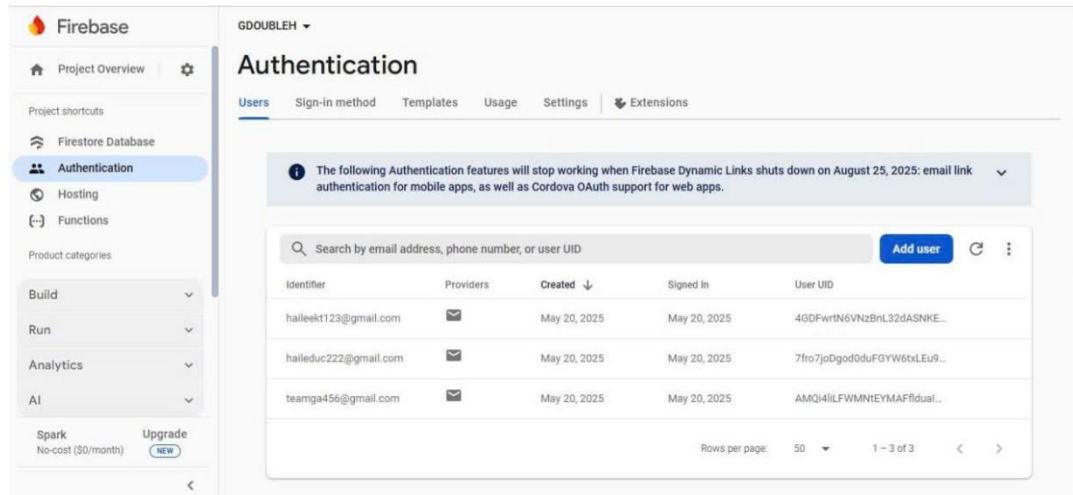 Firebase
Project Overview
Project shortcuts
Firestore Database
Authentication
Hosting
Functions
Product categories
Build
Run
Analytics
AI
Spark
No-cost ($0/month)
Upgrade
NEW
GDOUBLEH
Authentication
Users Sign-in method Templates Usage Settings Extensions
The following Authentication features will stop working when Firebase Dynamic Links shuts down on August 25, 2025: email link
authentication for mobile apps, as well as Cordova OAuth support for web apps.
Search by email address, phone number, or user UID Add user
Identifier Providers Created Signed In User UID
haileekt123@gmail.com May 20, 2025 May 20, 2025 4GDFwrtN6VNzBnL32dASNKE...
haileduc222@gmail.com May 20, 2025 May 20, 2025 7fro7joDgod0duFGYW6txLEu9...
teamga456@gmail.com May 20, 2025 May 20, 2025
Rows per page: 50 1 – 3 of 3